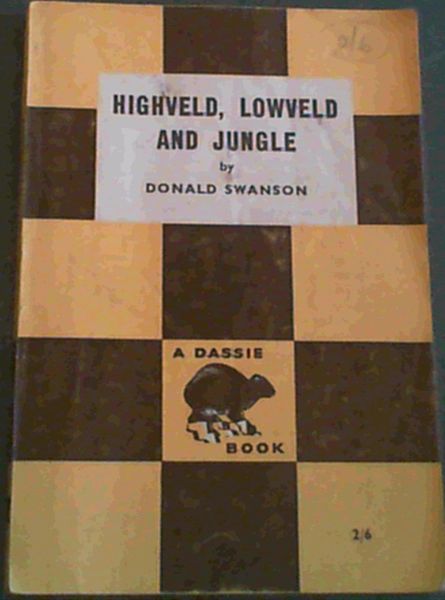 2/6
HIGHVELD, LOWVELD
AND JUNGLE
by
DONALD SWANSON
A DASSIE
BOOK
2/6